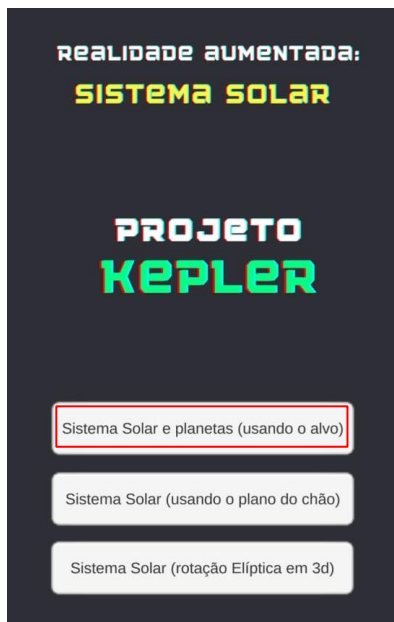 Realidade aumentada:
Sistema Solar
Projeto
Kepler
Sistema Solar e planetas (usando o alvo)
Sistema Solar (usando o plano do chão)
Sistema Solar (rotação Elíptica em 3d)